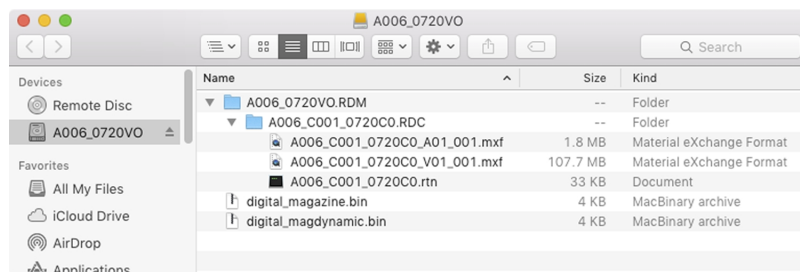 A006_0720VO
Search
Devices
Remote Disc
A006_0720VO
Favorites
All My Files
iCloud Drive
AirDrop
Applications
Name Size Kind
A006_0720VO.RDM -- Folder
A006_C001_0720C0.RDC -- Folder
A006_C001_0720C0_A01_001.mxf 1.8 MB Material eXchange Format
A006_C001_0720C0_V01_001.mxf 107.7 MB Material eXchange Format
A006_C001_0720C0.rtn 33 KB Document
digital_magazine.bin 4 KB MacBinary archive
digital_magdynamic.bin 4 KB MacBinary archive